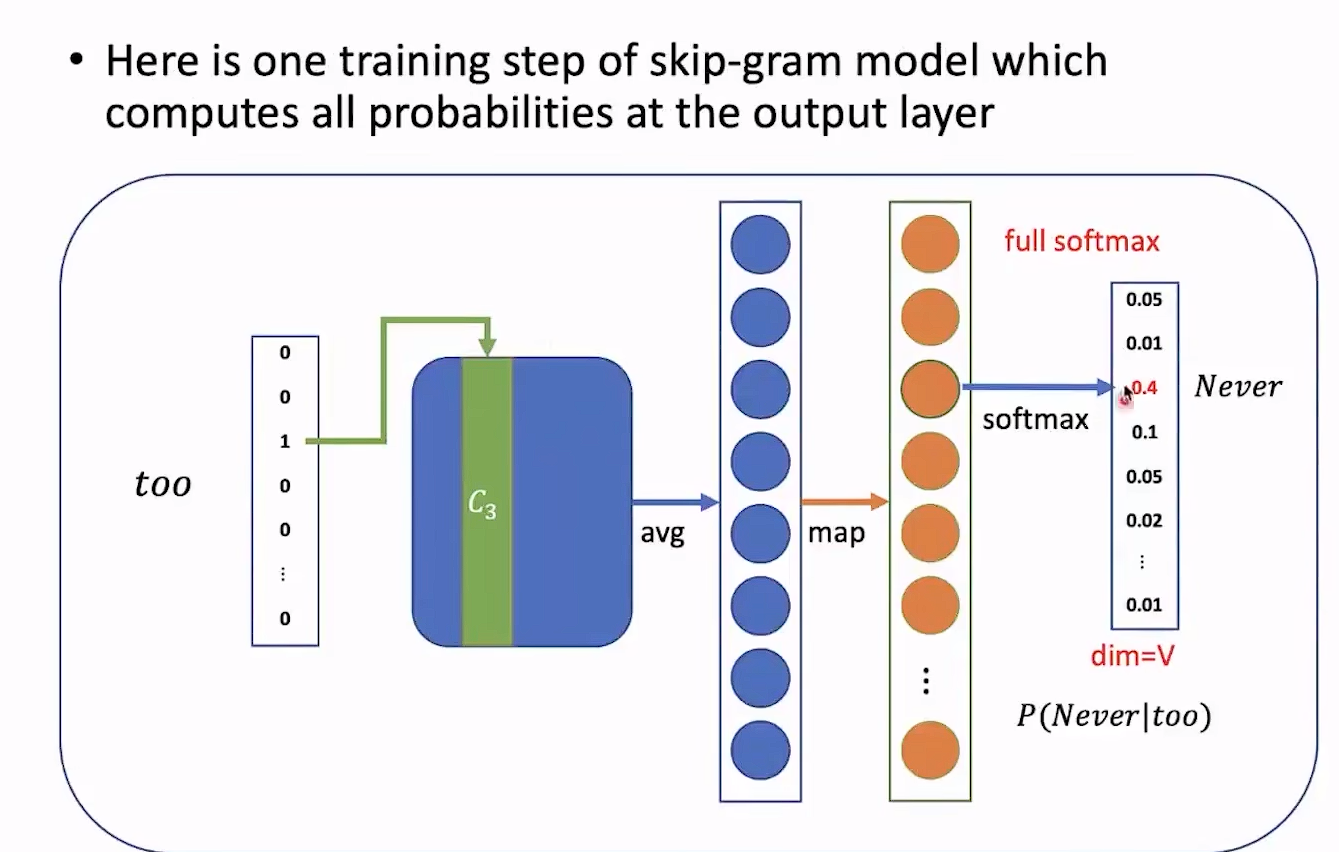 • Here is one training step of skip-gram model which
computes all probabilities at the output layer
too
0
0
1
0
0
⋮
0
C₃
avg
map
⋮
full softmax
softmax
0.05
0.01
0.4
0.1
0.05
0.02
⋮
0.01
Never
dim=V
P(Never|too)